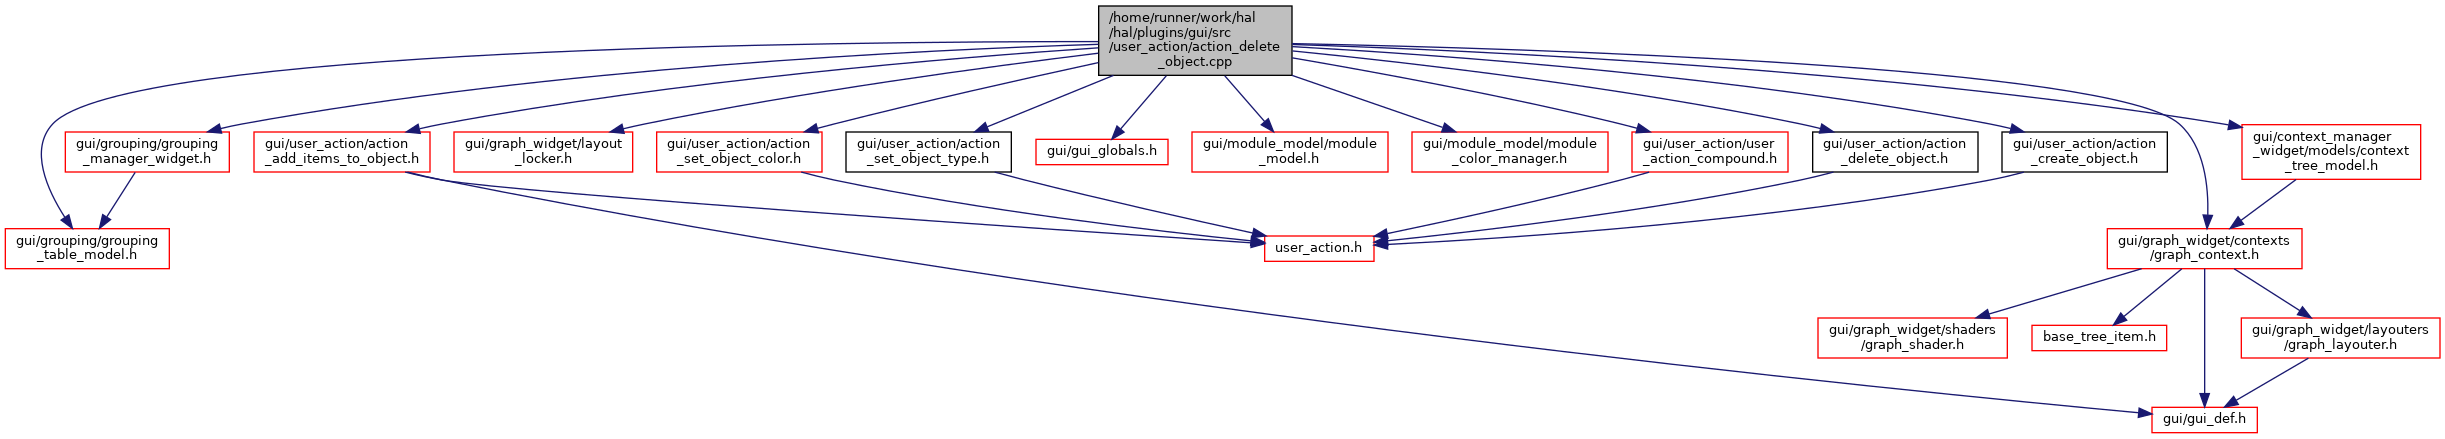 /home/runner/work/hal
/hal/plugins/gui/src
/user_action/action_delete
_object.cpp
gui/grouping/grouping
_manager_widget.h
gui/user_action/action
_add_items_to_object.h
gui/graph_widget/layout
_locker.h
gui/user_action/action
_set_object_color.h
gui/user_action/action
_set_object_type.h
gui/gui_globals.h
gui/module_model/module
_model.h
gui/module_model/module
_color_manager.h
gui/user_action/user
_action_compound.h
gui/user_action/action
_delete_object.h
gui/user_action/action
_create_object.h
gui/context_manager
_widget/models/context
_tree_model.h
gui/grouping/grouping
_table_model.h
user_action.h
gui/graph_widget/contexts
/graph_context.h
gui/graph_widget/shaders
/graph_shader.h
base_tree_item.h
gui/graph_widget/layouters
/graph_layouter.h
gui/gui_def.h